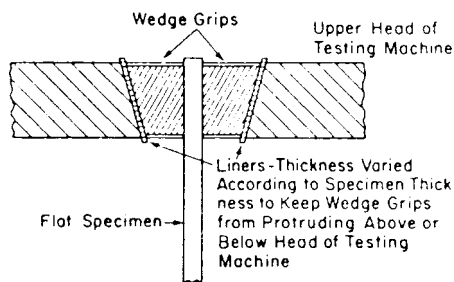 Wedge Grips
Upper Head of
Testing Machine
Liners-Thickness Varied
According to Specimen Thick
ness to Keep Wedge Grips
from Protruding Above or
Below Head of Testing
Machine
Flat Specimen